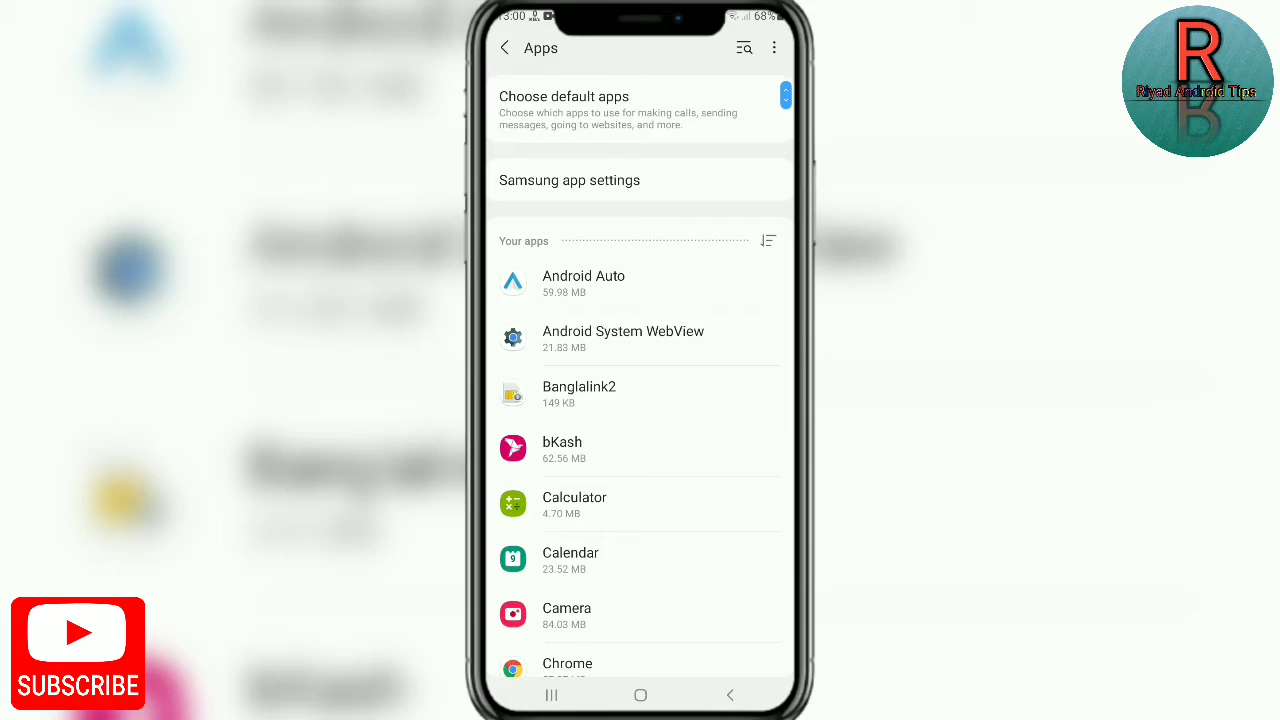 13:00
68%
Apps
Choose default apps
Choose which apps to use for making calls, sending
messages, going to websites, and more.
Samsung app settings
Your apps
Android Auto
59.98 MB
Android System WebView
21.83 MB
Banglalink2
149 KB
bKash
62.56 MB
Calculator
4.70 MB
9
Calendar
23.52 MB
Camera
84.03 MB
Chrome
R
Riyad Android Tips
R
SUBSCRIBE